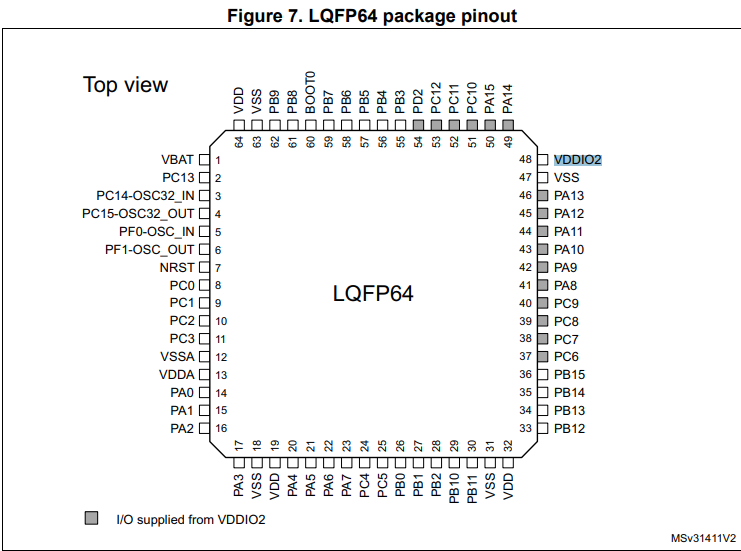 Figure 7. LQFP64 package pinout
Top view
VDD
VSS
PB9
PB8
BOOT0
PB7
PB6
PB5
PB4
PB3
PD2
PC12
PC11
PC10
PA15
PA14
64 63 62 61 60 59 58 57 56 55 54 53 52 51 50 49
VBAT 1
PC13 2
PC14-OSC32_IN 3
PC15-OSC32_OUT 4
PF0-OSC_IN 5
PF1-OSC_OUT 6
NRST 7
PC0 8
PC1 9
PC2 10
PC3 11
VSSA 12
VDDA 13
PA0 14
PA1 15
PA2 16
LQFP64
48 VDDIO2
47 VSS
46 PA13
45 PA12
44 PA11
43 PA10
42 PA9
41 PA8
40 PC9
39 PC8
38 PC7
37 PC6
36 PB15
35 PB14
34 PB13
33 PB12
17 18 19 20 21 22 23 24 25 26 27 28 29 30 31 32
PA3
VSS
VDD
PA4
PA5
PA6
PA7
PC4
PC5
PB0
PB1
PB2
PB10
PB11
VSS
VDD
I/O supplied from VDDIO2
MSv31411V2